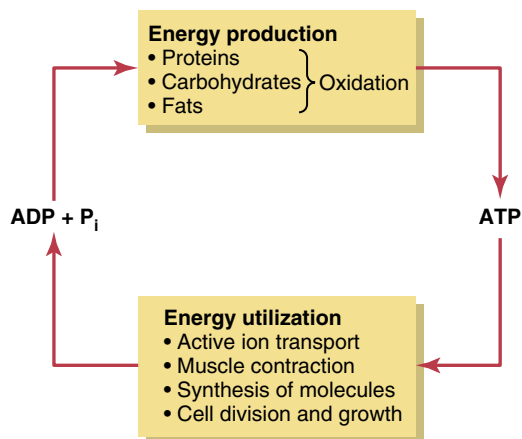 Energy production
• Proteins
• Carbohydrates
• Fats
Oxidation
ADP + Pi
ATP
Energy utilization
• Active ion transport
• Muscle contraction
• Synthesis of molecules
• Cell division and growth